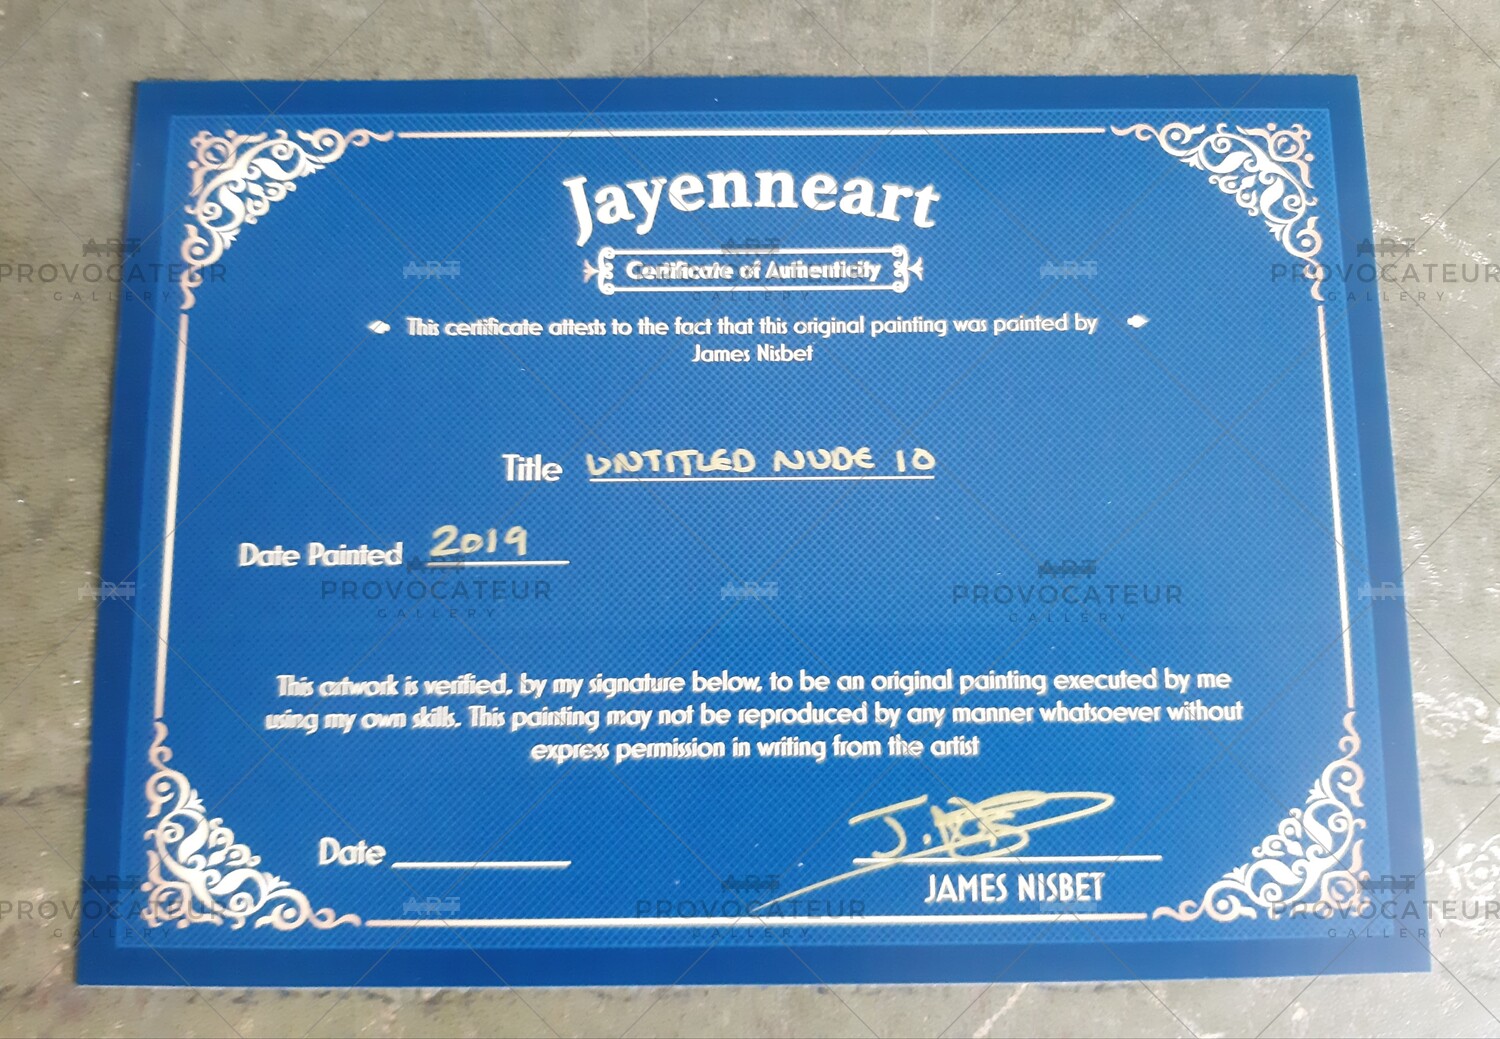 Jayenneart
Certificate of Authenticity
This certificate attests to the fact that this original painting was painted by
James Nisbet
Title UNTITLED NUDE 10
Date Painted 2019
This artwork is verified, by my signature below, to be an original painting executed by me
using my own skills. This painting may not be reproduced by any manner whatsoever without
express permission in writing from the artist
Date
JAMES NISBET
ART
PROVOCATEUR
GALLERY